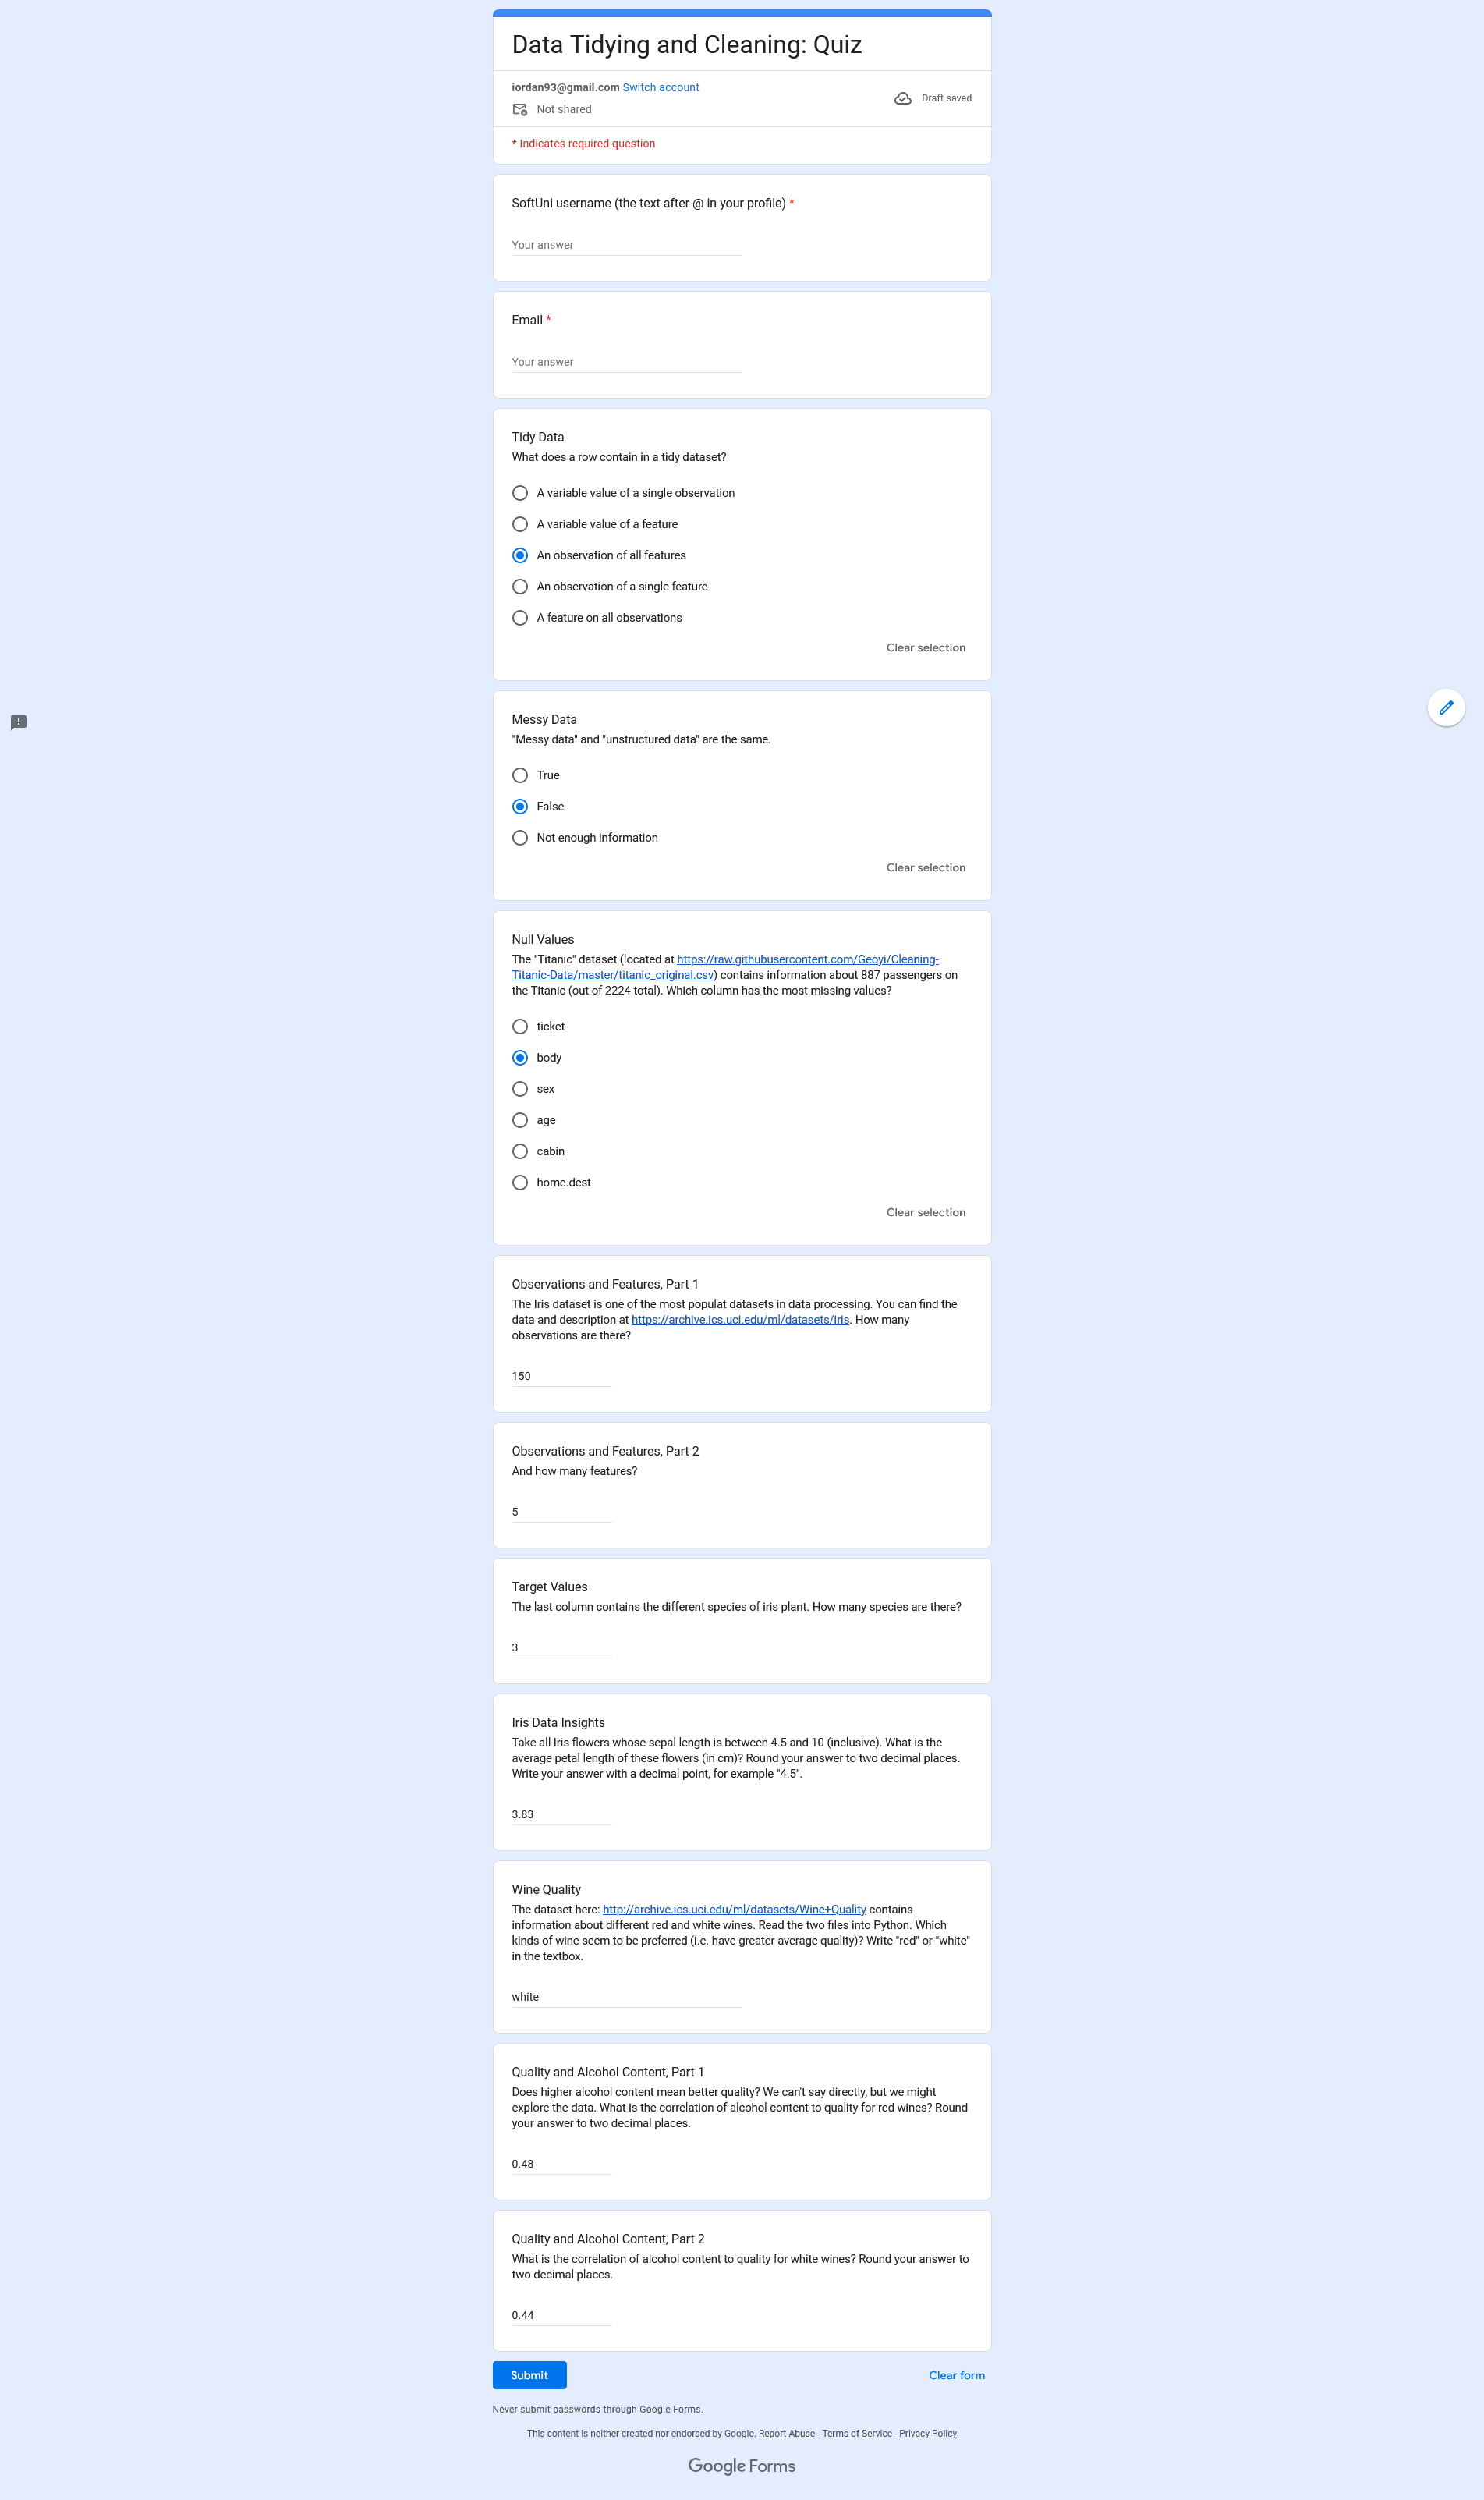 Data Tidying and Cleaning: Quiz
iordan93@gmail.com Switch account
Draft saved
Not shared
* Indicates required question
SoftUni username (the text after @ in your profile) *
Your answer
Email *
Your answer
Tidy Data
What does a row contain in a tidy dataset?
A variable value of a single observation
A variable value of a feature
An observation of all features
An observation of a single feature
A feature on all observations
Clear selection
Messy Data
"Messy data" and "unstructured data" are the same.
True
False
Not enough information
Clear selection
Null Values
The "Titanic" dataset (located at https://raw.githubusercontent.com/Geoyi/Cleaning-
Titanic-Data/master/titanic_original.csv) contains information about 887 passengers on
the Titanic (out of 2224 total). Which column has the most missing values?
ticket
body
sex
age
cabin
home.dest
Clear selection
Observations and Features, Part 1
The Iris dataset is one of the most populat datasets in data processing. You can find the
data and description at https://archive.ics.uci.edu/ml/datasets/iris. How many
observations are there?
150
Observations and Features, Part 2
And how many features?
5
Target Values
The last column contains the different species of iris plant. How many species are there?
3
Iris Data Insights
Take all Iris flowers whose sepal length is between 4.5 and 10 (inclusive). What is the
average petal length of these flowers (in cm)? Round your answer to two decimal places.
Write your answer with a decimal point, for example "4.5".
3.83
Wine Quality
The dataset here: http://archive.ics.uci.edu/ml/datasets/Wine+Quality contains
information about different red and white wines. Read the two files into Python. Which
kinds of wine seem to be preferred (i.e. have greater average quality)? Write "red" or "white"
in the textbox.
white
Quality and Alcohol Content, Part 1
Does higher alcohol content mean better quality? We can't say directly, but we might
explore the data. What is the correlation of alcohol content to quality for red wines? Round
your answer to two decimal places.
0.48
Quality and Alcohol Content, Part 2
What is the correlation of alcohol content to quality for white wines? Round your answer to
two decimal places.
0.44
Submit
Clear form
Never submit passwords through Google Forms.
This content is neither created nor endorsed by Google. Report Abuse - Terms of Service - Privacy Policy
Google Forms